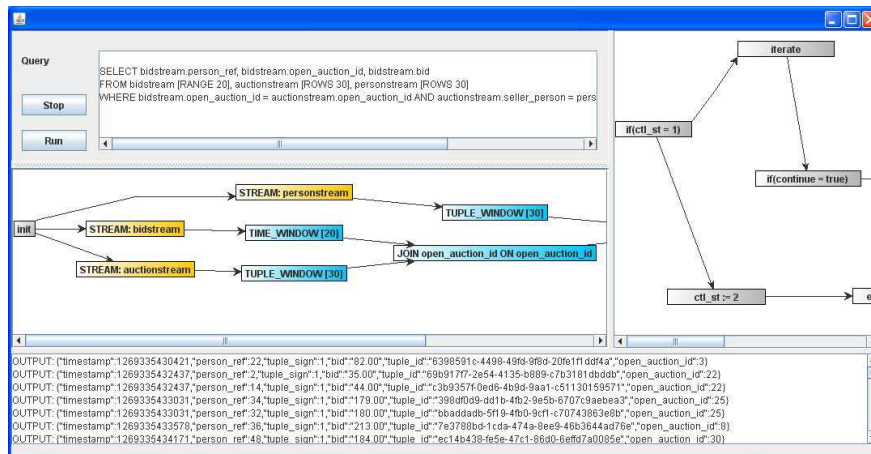 Query
SELECT bidstream.person_ref, bidstream.open_auction_id, bidstream.bid
FROM bidstream [RANGE 20], auctionstream [ROWS 30], personstream [ROWS 30]
WHERE bidstream.open_auction_id = auctionstream.open_auction_id AND auctionstream.seller_person = pers
Stop
Run
iterate
if(ctl_st = 1)
if(continue = true)
ctl_st := 2
e
STREAM: personstream
TUPLE_WINDOW [30]
init
STREAM: bidstream
TIME_WINDOW [20]
JOIN open_auction_id ON open_auction_id
STREAM: auctionstream
TUPLE_WINDOW [30]
OUTPUT: {"timestamp":1269335430421,"person_ref":22,"tuple_sign":1,"bid":"82.00","tuple_id":"6398591c-4498-49fd-9f8d-20fe1f1ddf4a","open_auction_id":3}
OUTPUT: {"timestamp":1269335432437,"person_ref":2,"tuple_sign":1,"bid":"35.00","tuple_id":"69b917f7-2e54-4135-b889-c7b3181dbddb","open_auction_id":22}
OUTPUT: {"timestamp":1269335432437,"person_ref":14,"tuple_sign":1,"bid":"44.00","tuple_id":"c3b9357f-0ed6-4b9d-9aa1-c51130159571","open_auction_id":22}
OUTPUT: {"timestamp":1269335433031,"person_ref":34,"tuple_sign":1,"bid":"179.00","tuple_id":"398df0d9-dd1b-4fb2-9e5b-6707c9aebea3","open_auction_id":25}
OUTPUT: {"timestamp":1269335433031,"person_ref":32,"tuple_sign":1,"bid":"180.00","tuple_id":"bbaddadb-5f19-4fb0-9cf1-c70743863e8b","open_auction_id":25}
OUTPUT: {"timestamp":1269335433578,"person_ref":36,"tuple_sign":1,"bid":"213.00","tuple_id":"7e3788bd-1cda-474a-8ee9-46b3644ad76e","open_auction_id":8}
OUTPUT: {"timestamp":1269335434171,"person_ref":48,"tuple_sign":1,"bid":"184.00","tuple_id":"ec14b438-fe5e-47c1-86d0-6effd7a0085e","open_auction_id":30}